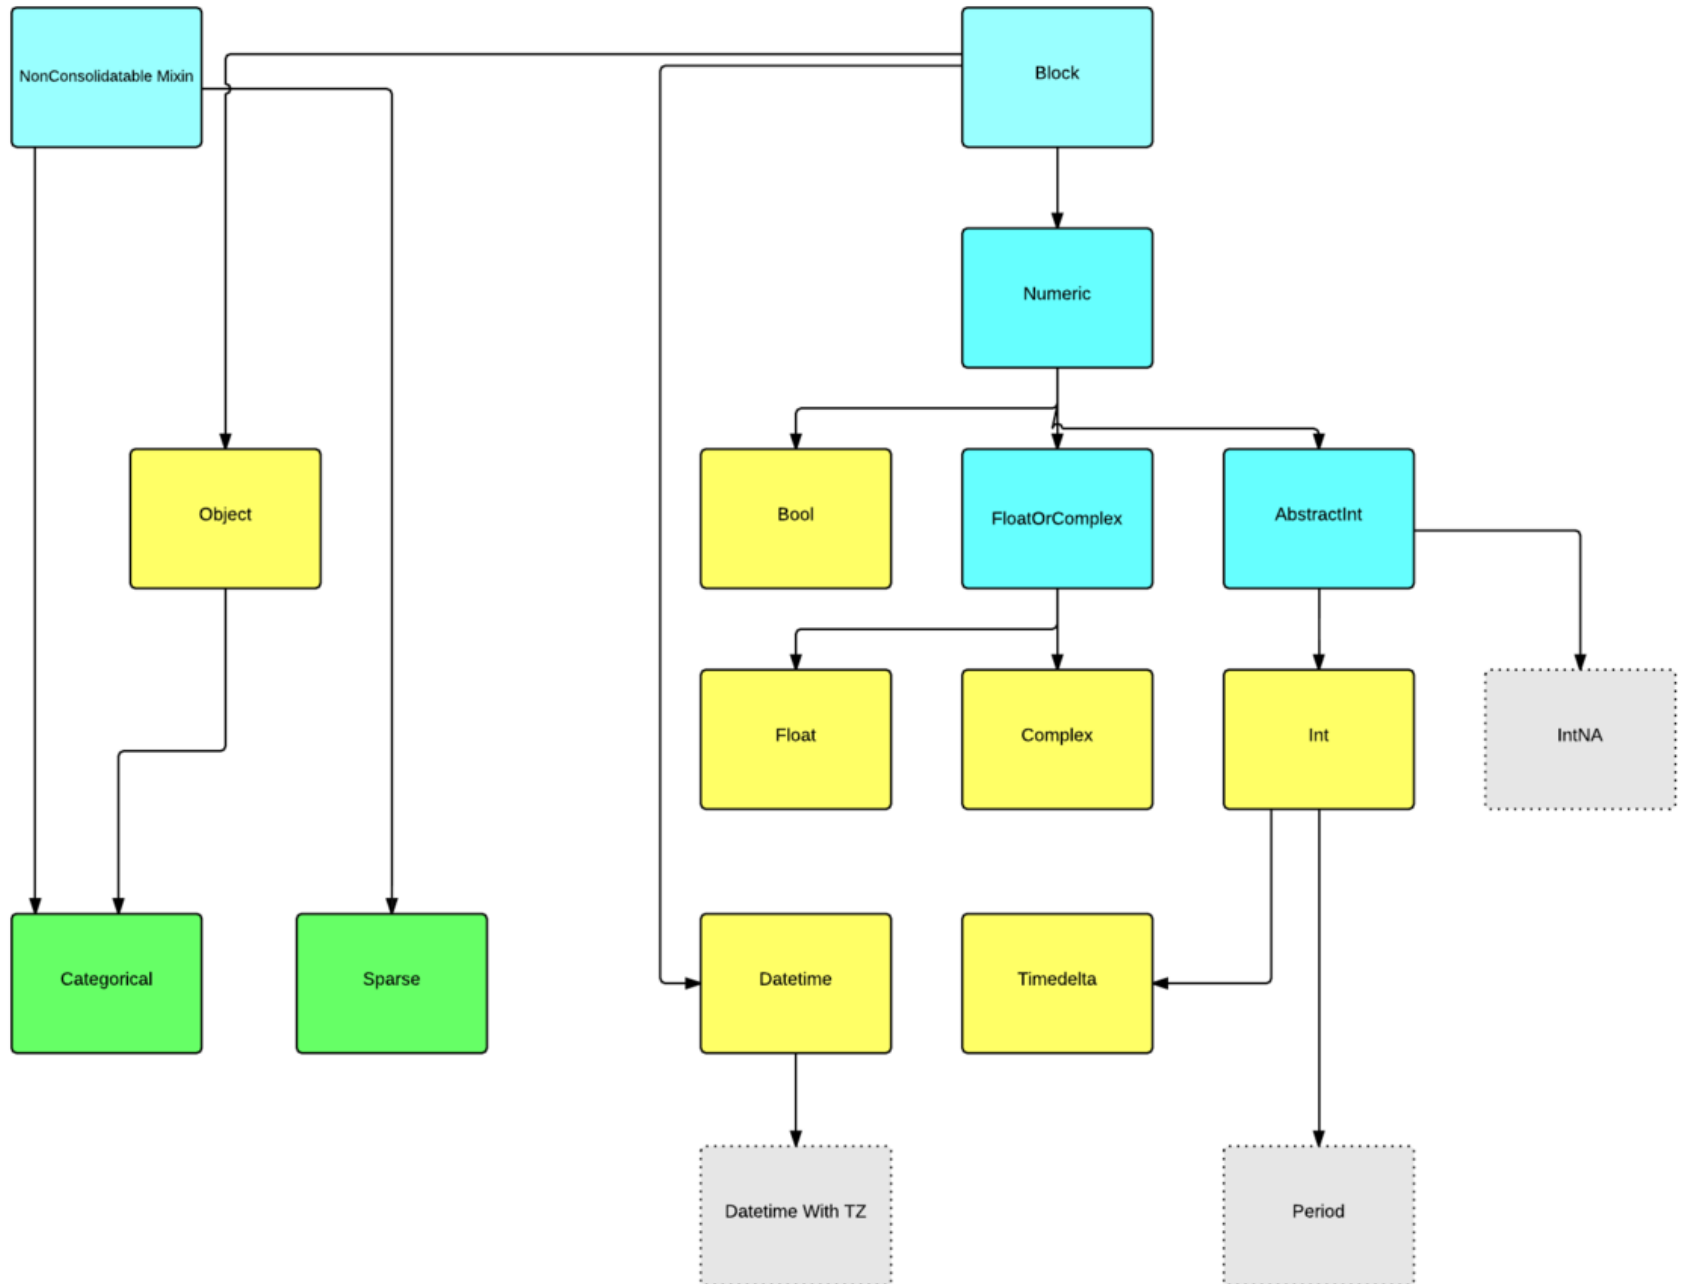 NonConsolidatable Mixin
Block
Numeric
Object
Bool
FloatOrComplex
AbstractInt
Float
Complex
Int
IntNA
Categorical
Sparse
Datetime
Timedelta
Datetime With TZ
Period